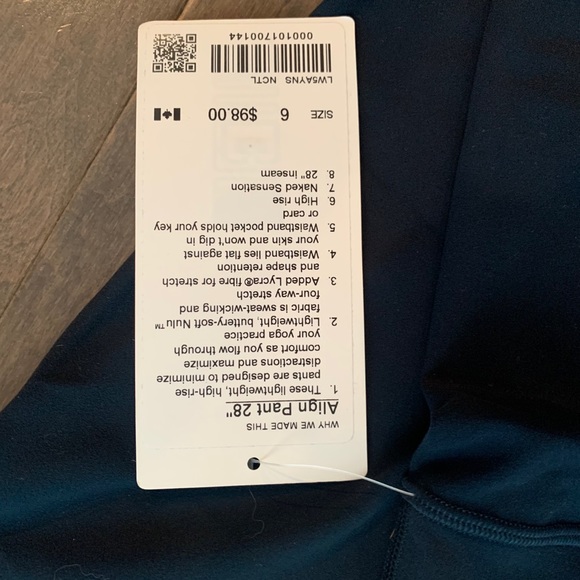 WHY WE MADE THIS
Align Pant 28"
1. These lightweight, high-rise
pants are designed to minimize
distractions and maximize
comfort as you flow through
your yoga practice
2. Lightweight, buttery-soft Nulu™
fabric is sweat-wicking and
four-way stretch
3. Added Lycra® fibre for stretch
and shape retention
4. Waistband lies flat against
your skin and won't dig in
5. Waistband pocket holds your key
or card
6. High rise
7. Naked Sensation
8. 28" inseam
SIZE 6 $98.00
LW5AYNS NCTL
000101700144